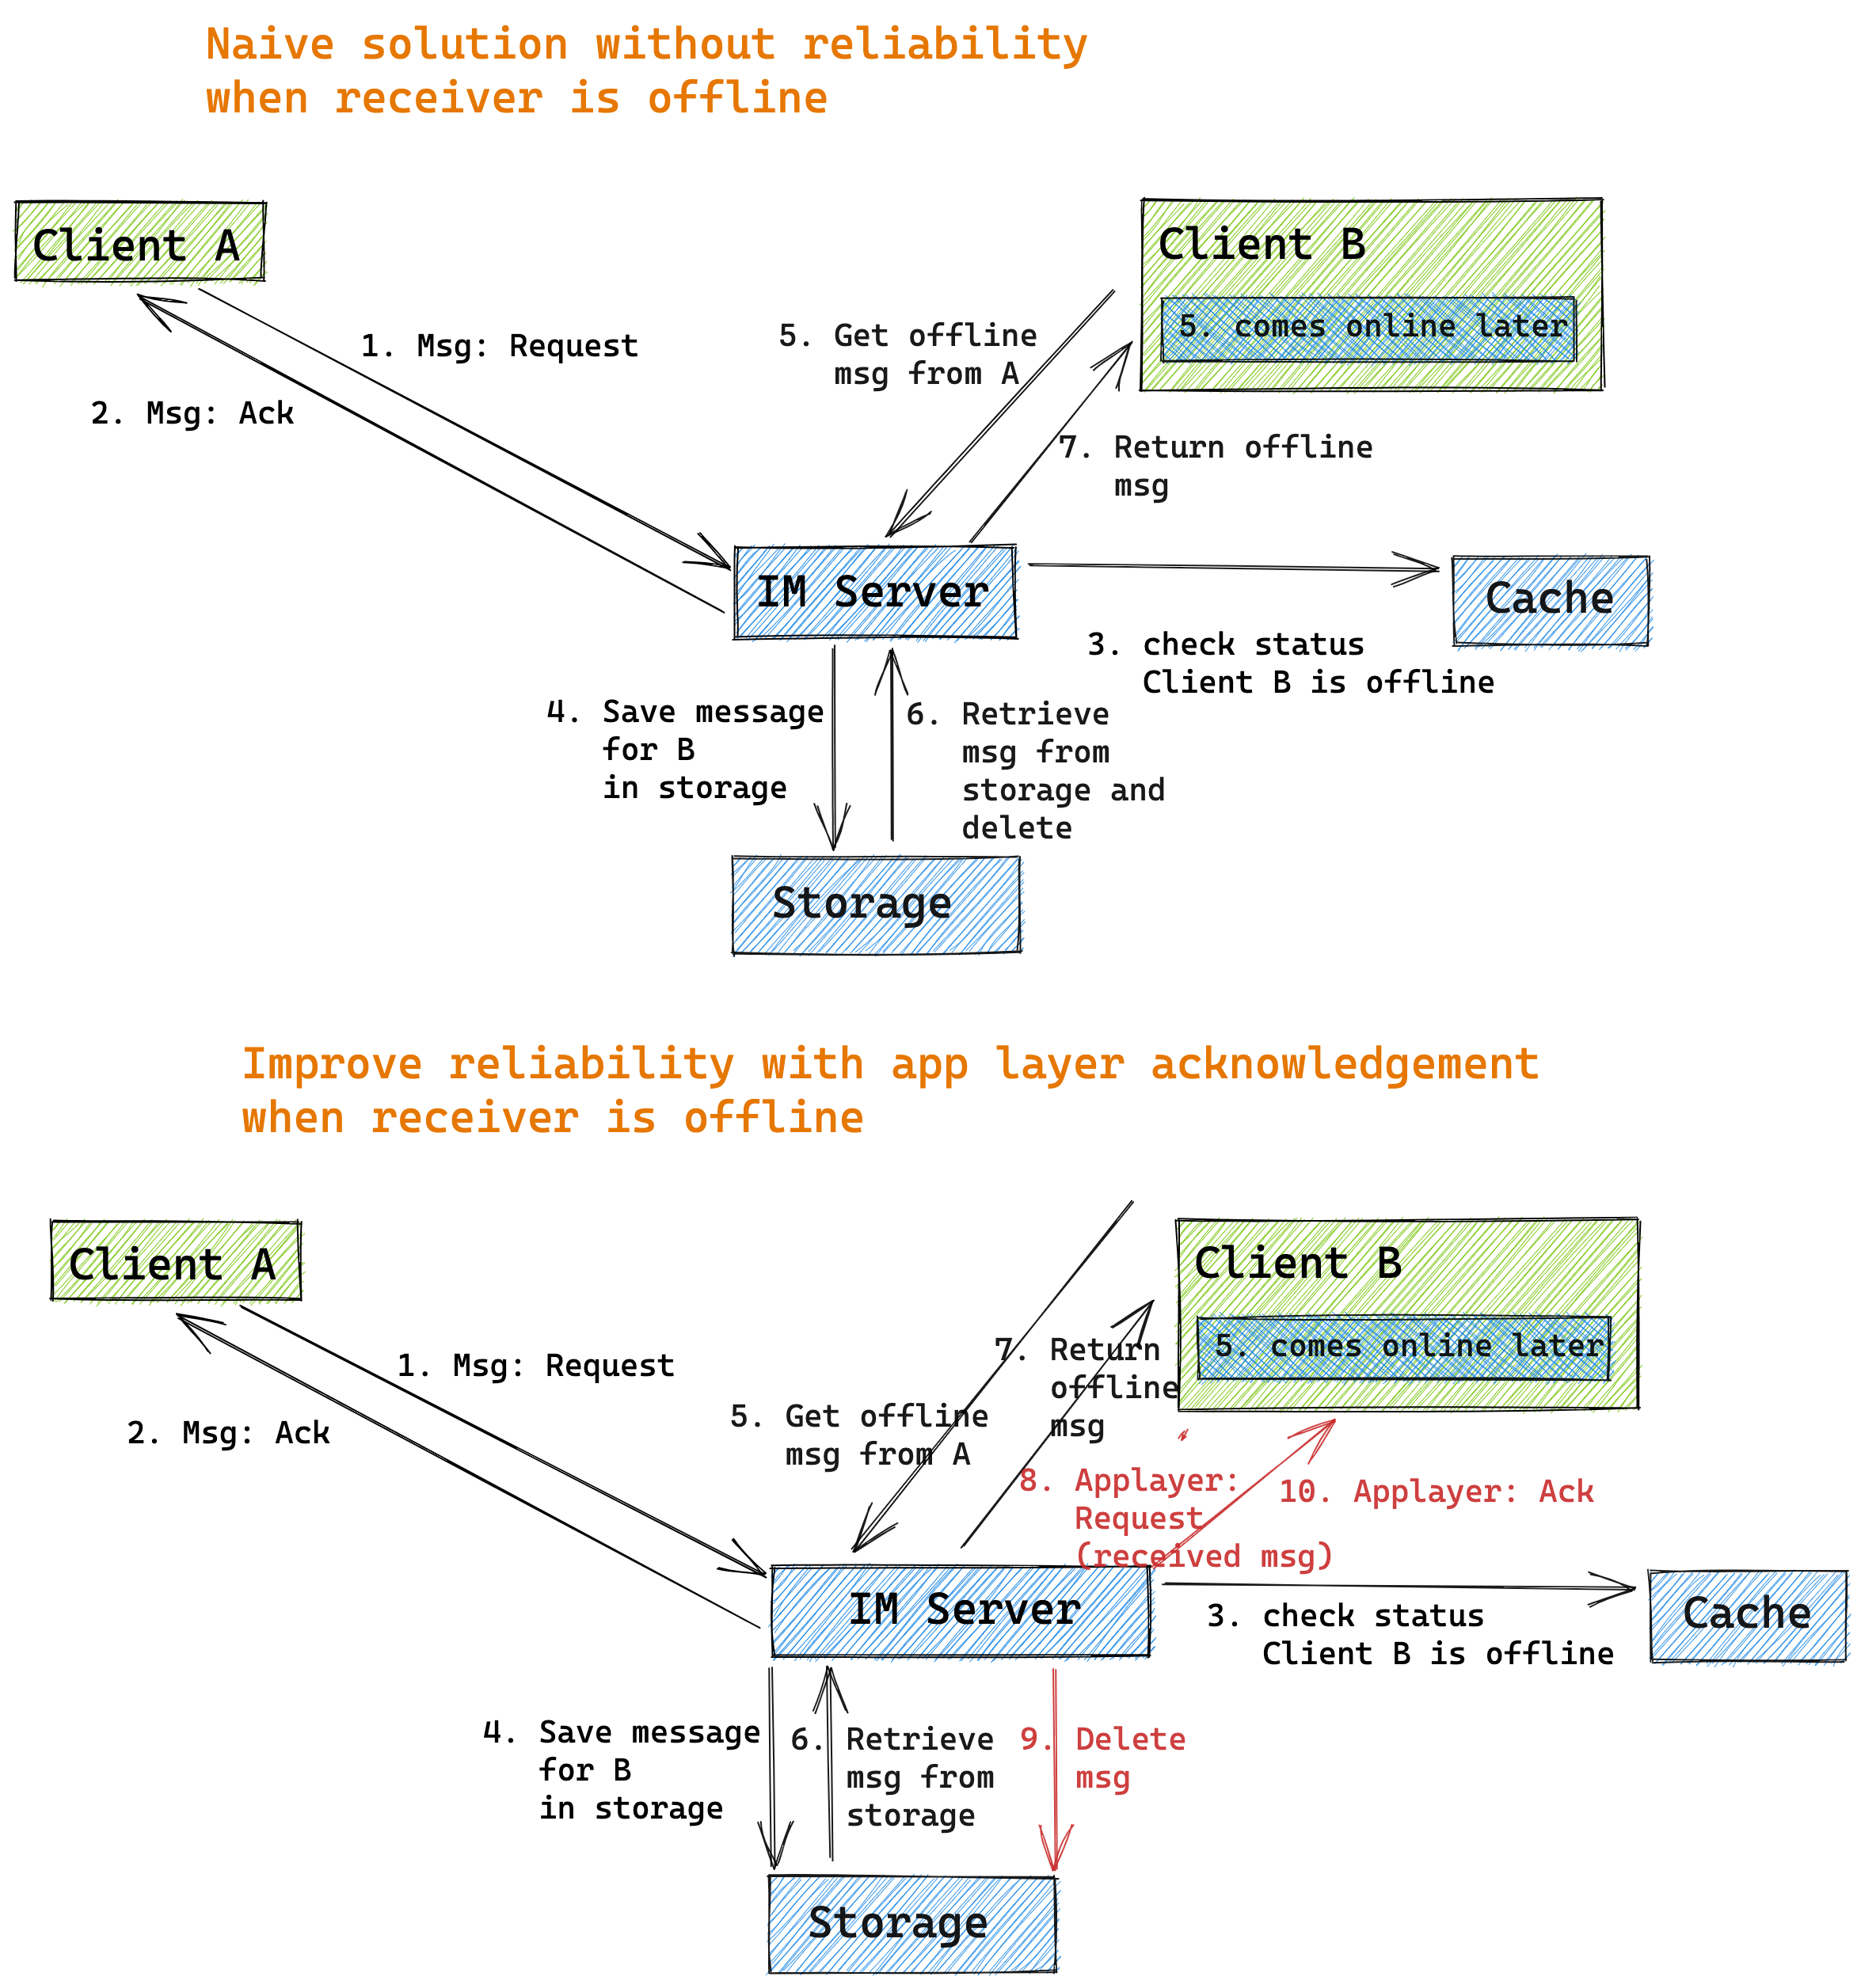 Naive solution without reliability
when receiver is offline
Client A
Client B
5. comes online later
1. Msg: Request
2. Msg: Ack
5. Get offline
msg from A
7. Return offline
msg
IM Server
Cache
3. check status
Client B is offline
4. Save message
for B
in storage
6. Retrieve
msg from
storage and
delete
Storage
Improve reliability with app layer acknowledgement
when receiver is offline
Client A
Client B
5. comes online later
1. Msg: Request
2. Msg: Ack
5. Get offline
msg from A
7. Return
offline
msg
8. Applayer:
Request
(received msg)
10. Applayer: Ack
IM Server
Cache
3. check status
Client B is offline
4. Save message
for B
in storage
6. Retrieve
msg from
storage
9. Delete
msg
Storage